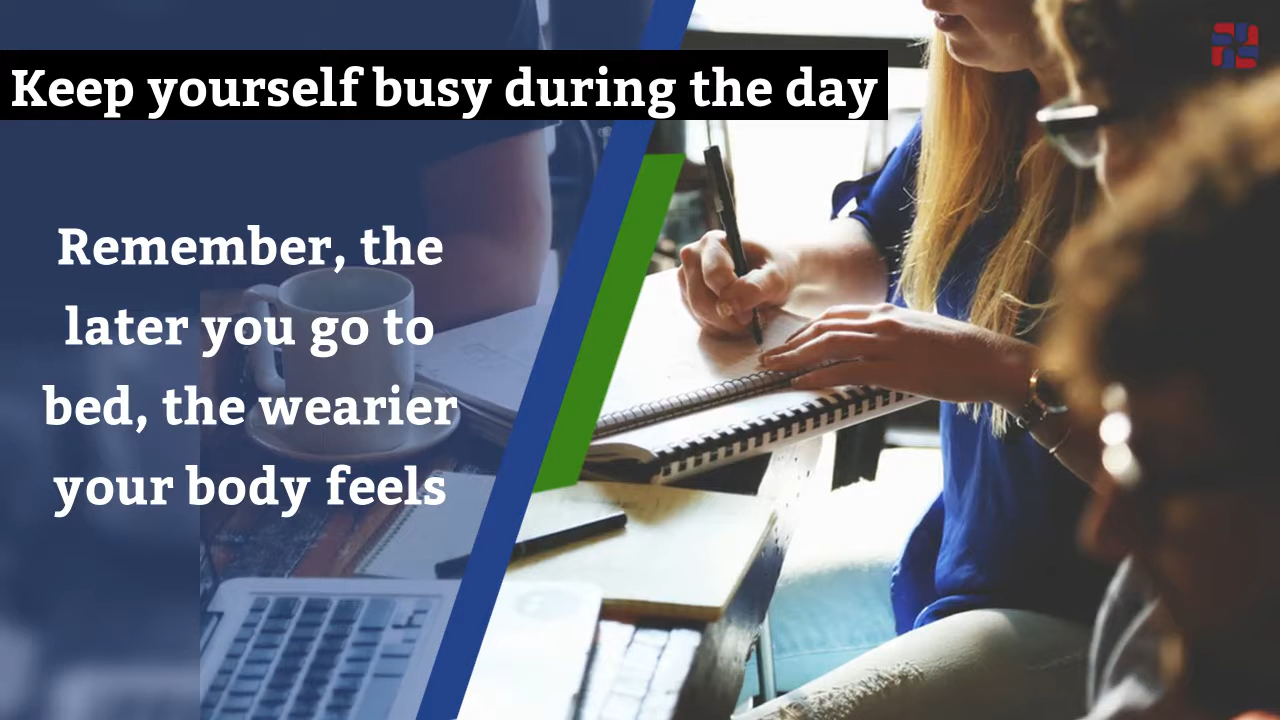 Keep yourself busy during the day
Remember, the
later you go to
bed, the wearier
your body feels